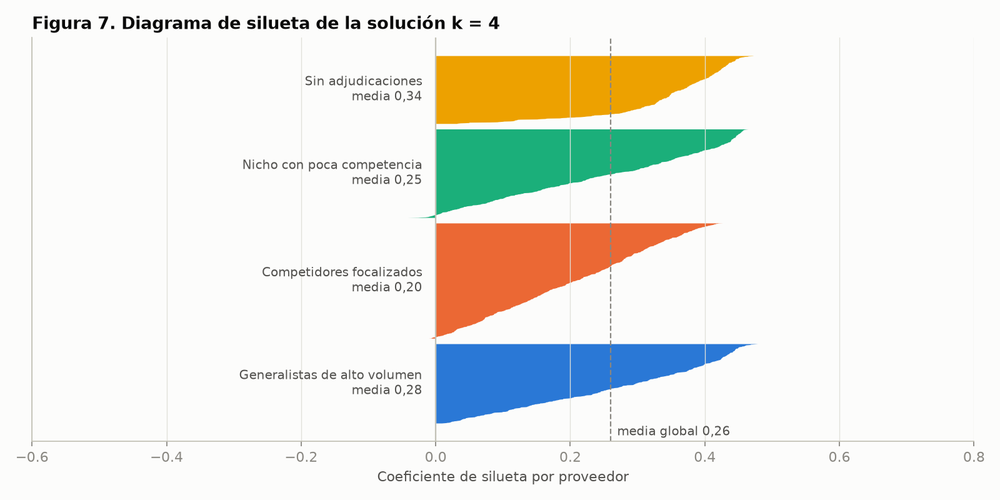 Figura 7. Diagrama de silueta de la solución k = 4
Sin adjudicaciones
media 0,34
Nicho con poca competencia
media 0,25
Competidores focalizados
media 0,20
Generalistas de alto volumen
media 0,28
media global 0,26
−0.6 −0.4 −0.2 0.0 0.2 0.4 0.6 0.8
Coeficiente de silueta por proveedor